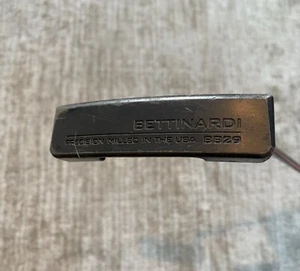 BETTINARDI
PRECISION MILLED IN THE USA BB29